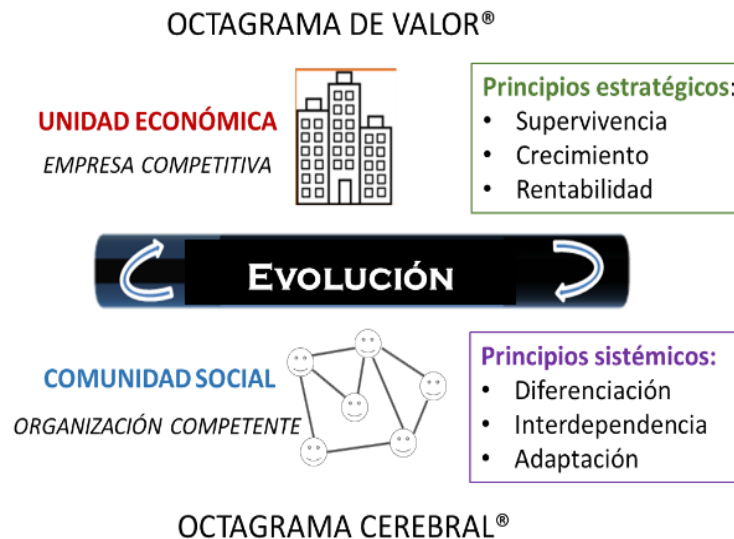 OCTAGRAMA DE VALOR®
UNIDAD ECONÓMICA
EMPRESA COMPETITIVA
Principios estratégicos:
• Supervivencia
• Crecimiento
• Rentabilidad
EVOLUCIÓN
COMUNIDAD SOCIAL
ORGANIZACIÓN COMPETENTE
Principios sistémicos:
• Diferenciación
• Interdependencia
• Adaptación
OCTAGRAMA CEREBRAL®